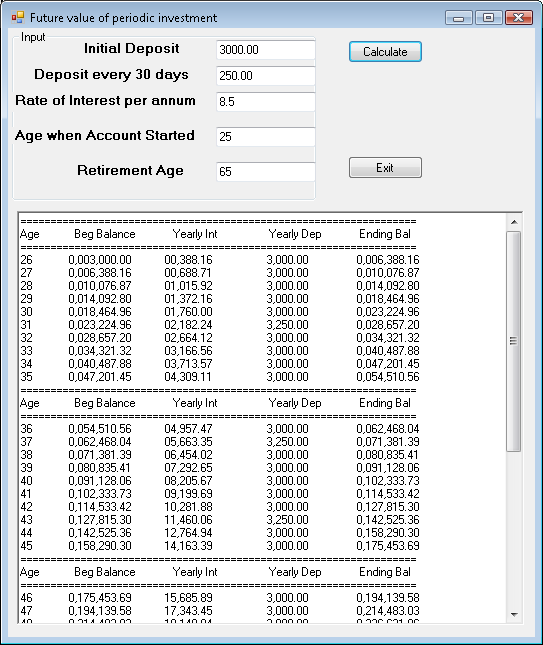 Future value of periodic investment
Input
Initial Deposit 3000.00 Calculate
Deposit every 30 days 250.00
Rate of Interest per annum 8.5
Age when Account Started 25
Retirement Age 65 Exit
==================================================================
Age Beg Balance Yearly Int Yearly Dep Ending Bal
==================================================================
26 0,003,000.00 00,388.16 3,000.00 0,006,388.16
27 0,006,388.16 00,688.71 3,000.00 0,010,076.87
28 0,010,076.87 01,015.92 3,000.00 0,014,092.80
29 0,014,092.80 01,372.16 3,000.00 0,018,464.96
30 0,018,464.96 01,760.00 3,000.00 0,023,224.96
31 0,023,224.96 02,182.24 3,250.00 0,028,657.20
32 0,028,657.20 02,664.12 3,000.00 0,034,321.32
33 0,034,321.32 03,166.56 3,000.00 0,040,487.88
34 0,040,487.88 03,713.57 3,000.00 0,047,201.45
35 0,047,201.45 04,309.11 3,000.00 0,054,510.56
==================================================================
Age Beg Balance Yearly Int Yearly Dep Ending Bal
==================================================================
36 0,054,510.56 04,957.47 3,000.00 0,062,468.04
37 0,062,468.04 05,663.35 3,250.00 0,071,381.39
38 0,071,381.39 06,454.02 3,000.00 0,080,835.41
39 0,080,835.41 07,292.65 3,000.00 0,091,128.06
40 0,091,128.06 08,205.67 3,000.00 0,102,333.73
41 0,102,333.73 09,199.69 3,000.00 0,114,533.42
42 0,114,533.42 10,281.88 3,000.00 0,127,815.30
43 0,127,815.30 11,460.06 3,250.00 0,142,525.36
44 0,142,525.36 12,764.94 3,000.00 0,158,290.30
45 0,158,290.30 14,163.39 3,000.00 0,175,453.69
==================================================================
Age Beg Balance Yearly Int Yearly Dep Ending Bal
==================================================================
46 0,175,453.69 15,685.89 3,000.00 0,194,139.58
47 0,194,139.58 17,343.45 3,000.00 0,214,483.03